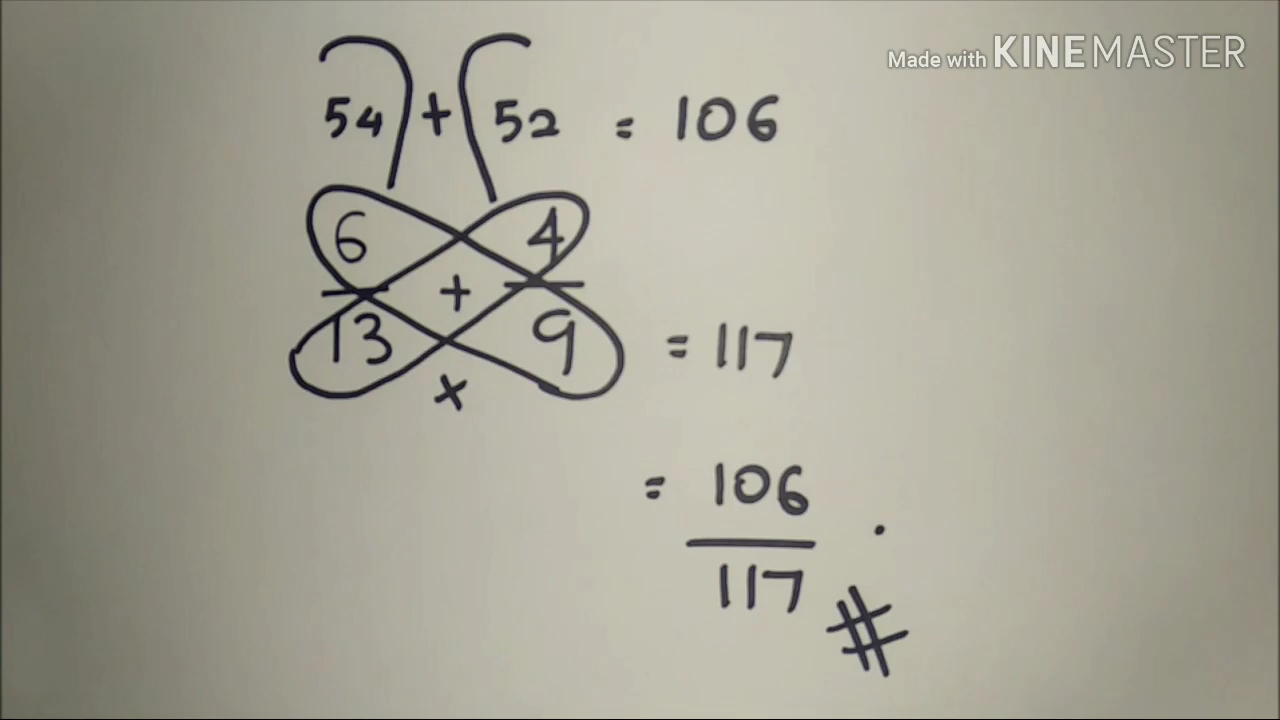 Made with KINEMASTER
54 + 52 = 106
6 4
+
13 9 = 117
×
= 106
117 .
#